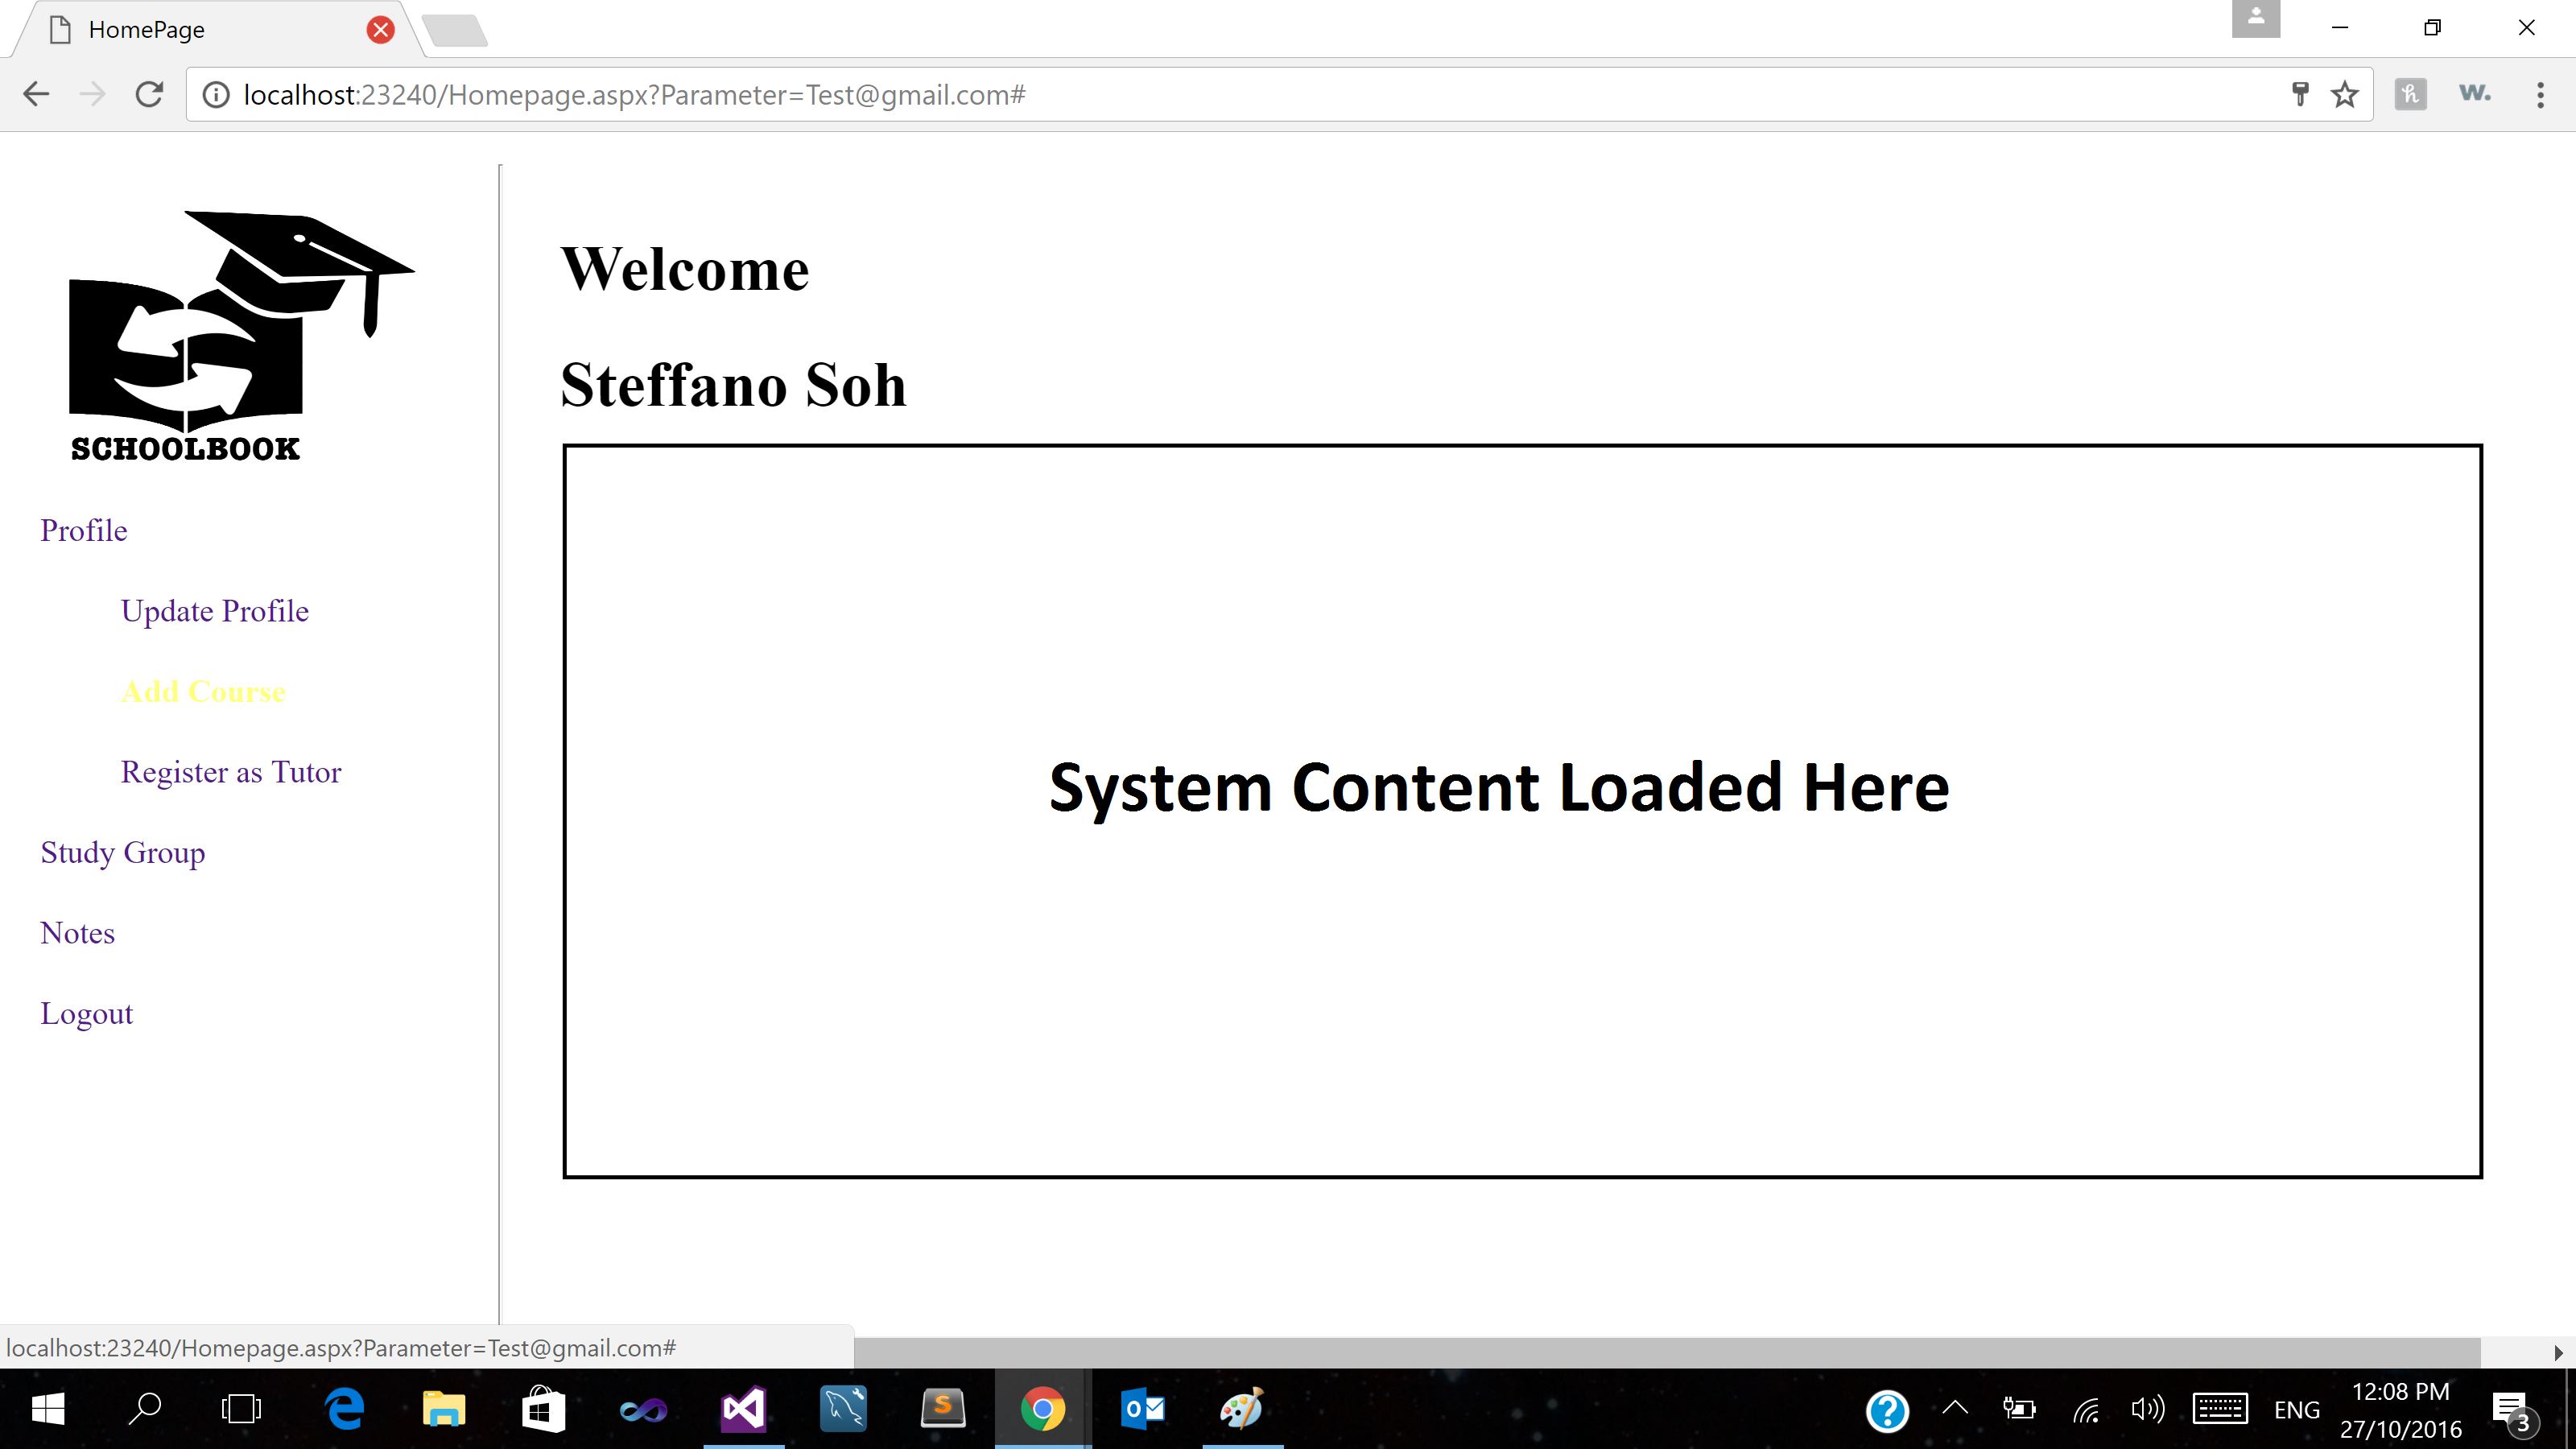 HomePage
localhost:23240/Homepage.aspx?Parameter=Test@gmail.com#
w.
SCHOOLBOOK
Profile
Update Profile
Add Course
Register as Tutor
Study Group
Notes
Logout
Welcome
Steffano Soh
System Content Loaded Here
localhost:23240/Homepage.aspx?Parameter=Test@gmail.com#
ENG
12:08 PM
27/10/2016
3